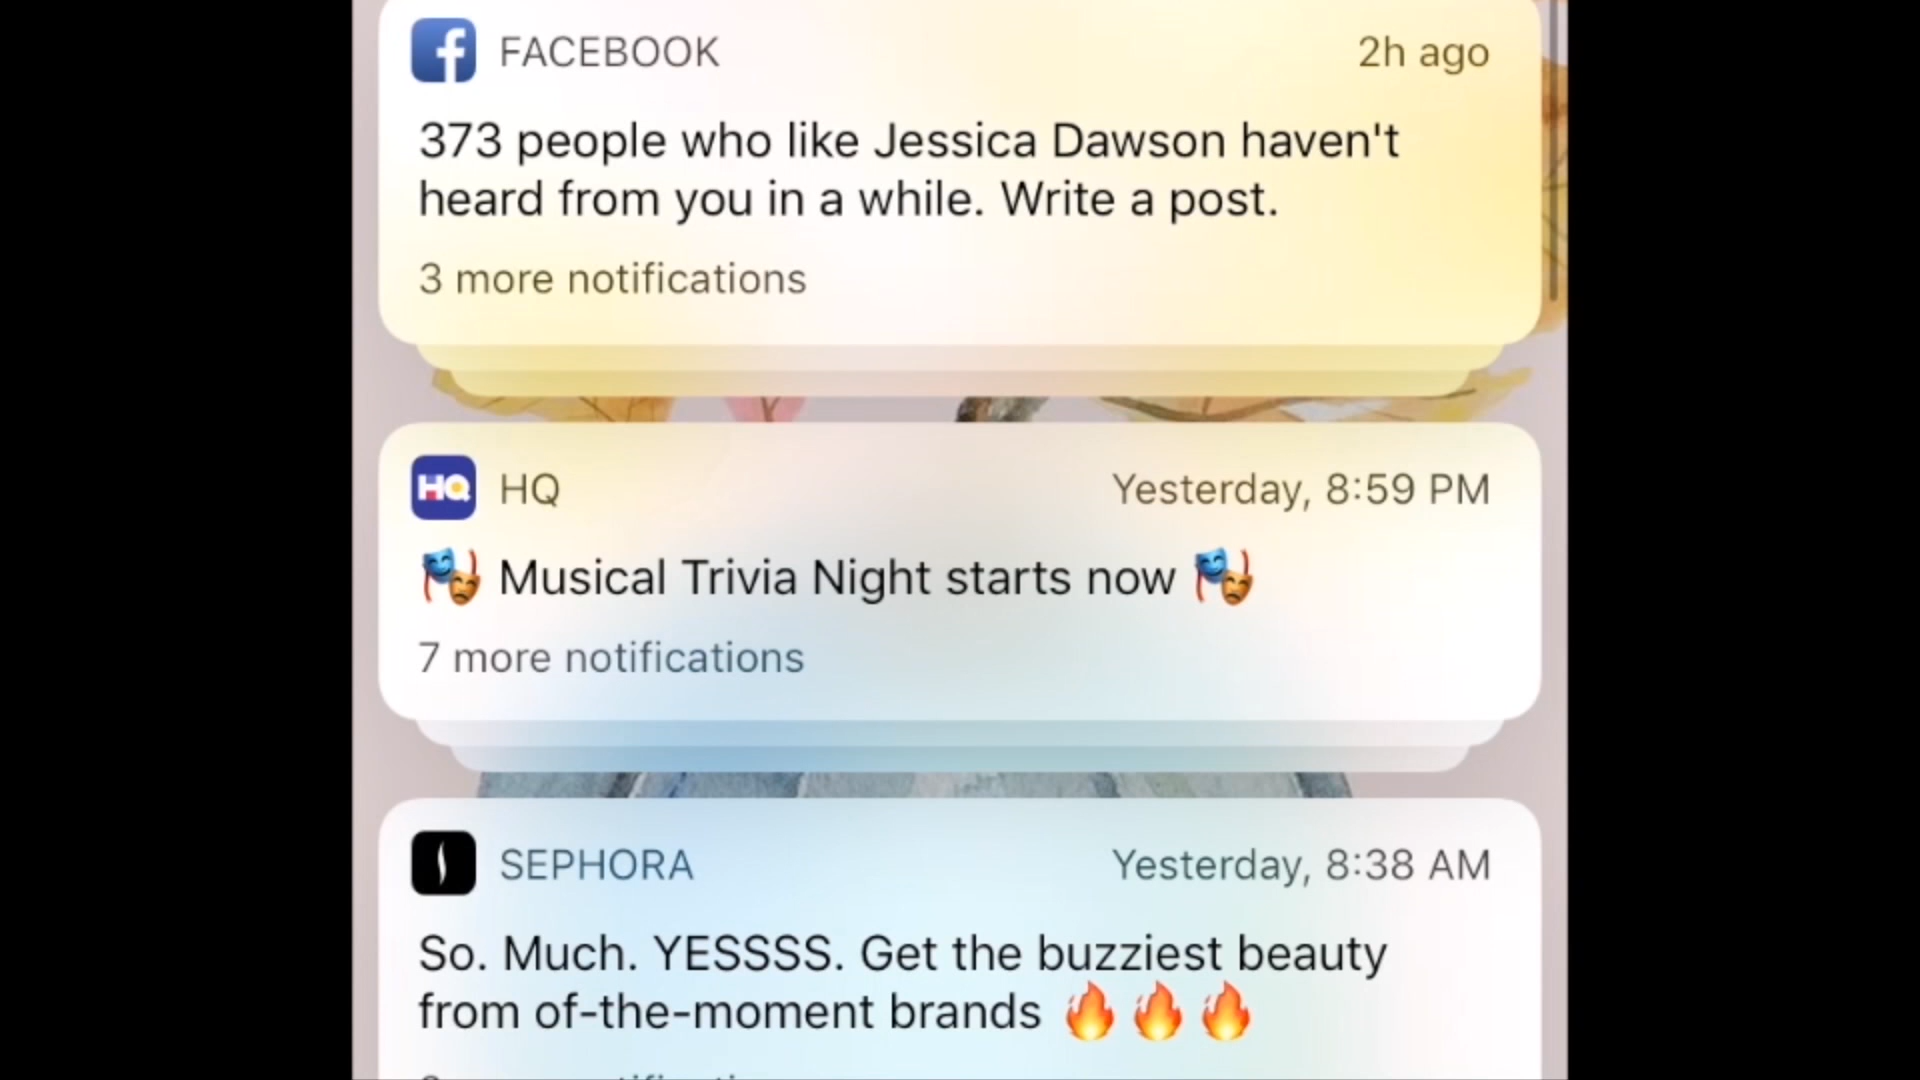 FACEBOOK 2h ago
373 people who like Jessica Dawson haven't
heard from you in a while. Write a post.
3 more notifications
HQ HQ Yesterday, 8:59 PM
🎭 Musical Trivia Night starts now 🎭
7 more notifications
SEPHORA Yesterday, 8:38 AM
So. Much. YESSSS. Get the buzziest beauty
from of-the-moment brands 🔥🔥🔥